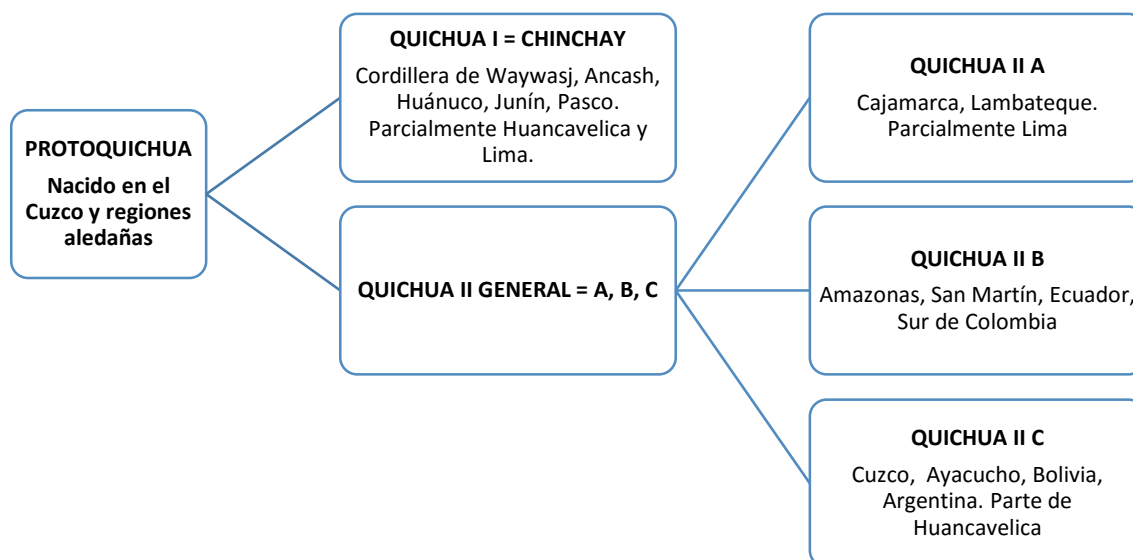 PROTOQUICHUA
Nacido en el
Cuzco y regiones
aledañas
QUICHUA I = CHINCHAY
Cordillera de Waywasj, Ancash,
Huánuco, Junín, Pasco.
Parcialmente Huancavelica y
Lima.
QUICHUA II GENERAL = A, B, C
QUICHUA II A
Cajamarca, Lambateque.
Parcialmente Lima
QUICHUA II B
Amazonas, San Martín, Ecuador,
Sur de Colombia
QUICHUA II C
Cuzco, Ayacucho, Bolivia,
Argentina. Parte de
Huancavelica